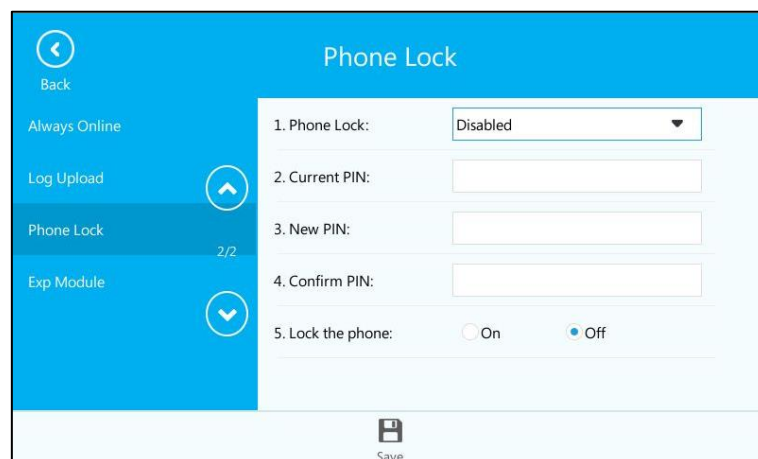 Phone Lock
Back
Always Online
Log Upload
Phone Lock
2/2
Exp Module
1. Phone Lock: Disabled
2. Current PIN:
3. New PIN:
4. Confirm PIN:
5. Lock the phone: On Off
Save